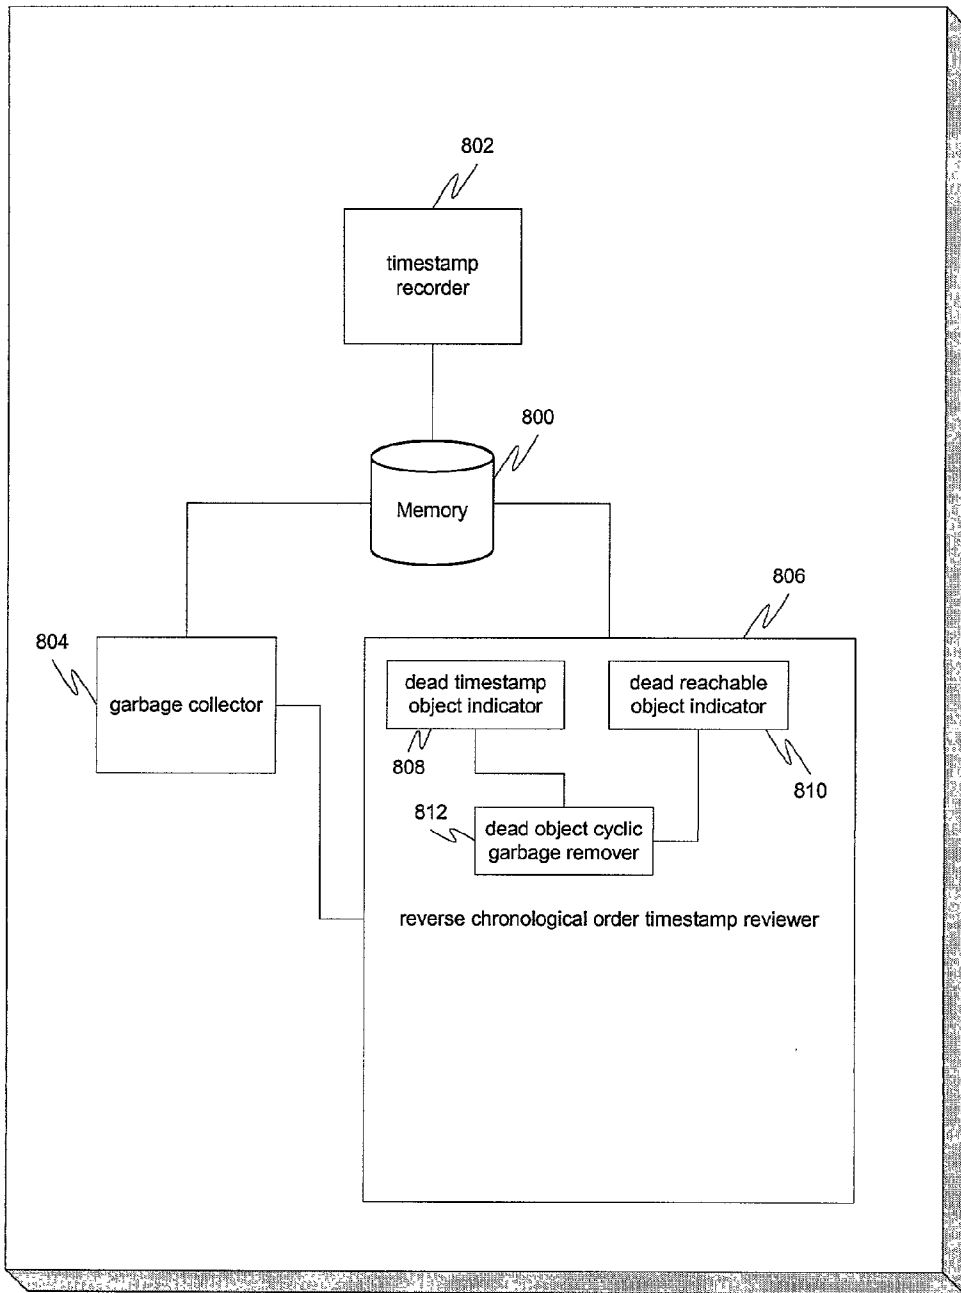 802
timestamp
recorder
800
Memory
806
804
garbage collector
dead timestamp
object indicator
dead reachable
object indicator
808
810
812
dead object cyclic
garbage remover
reverse chronological order timestamp reviewer